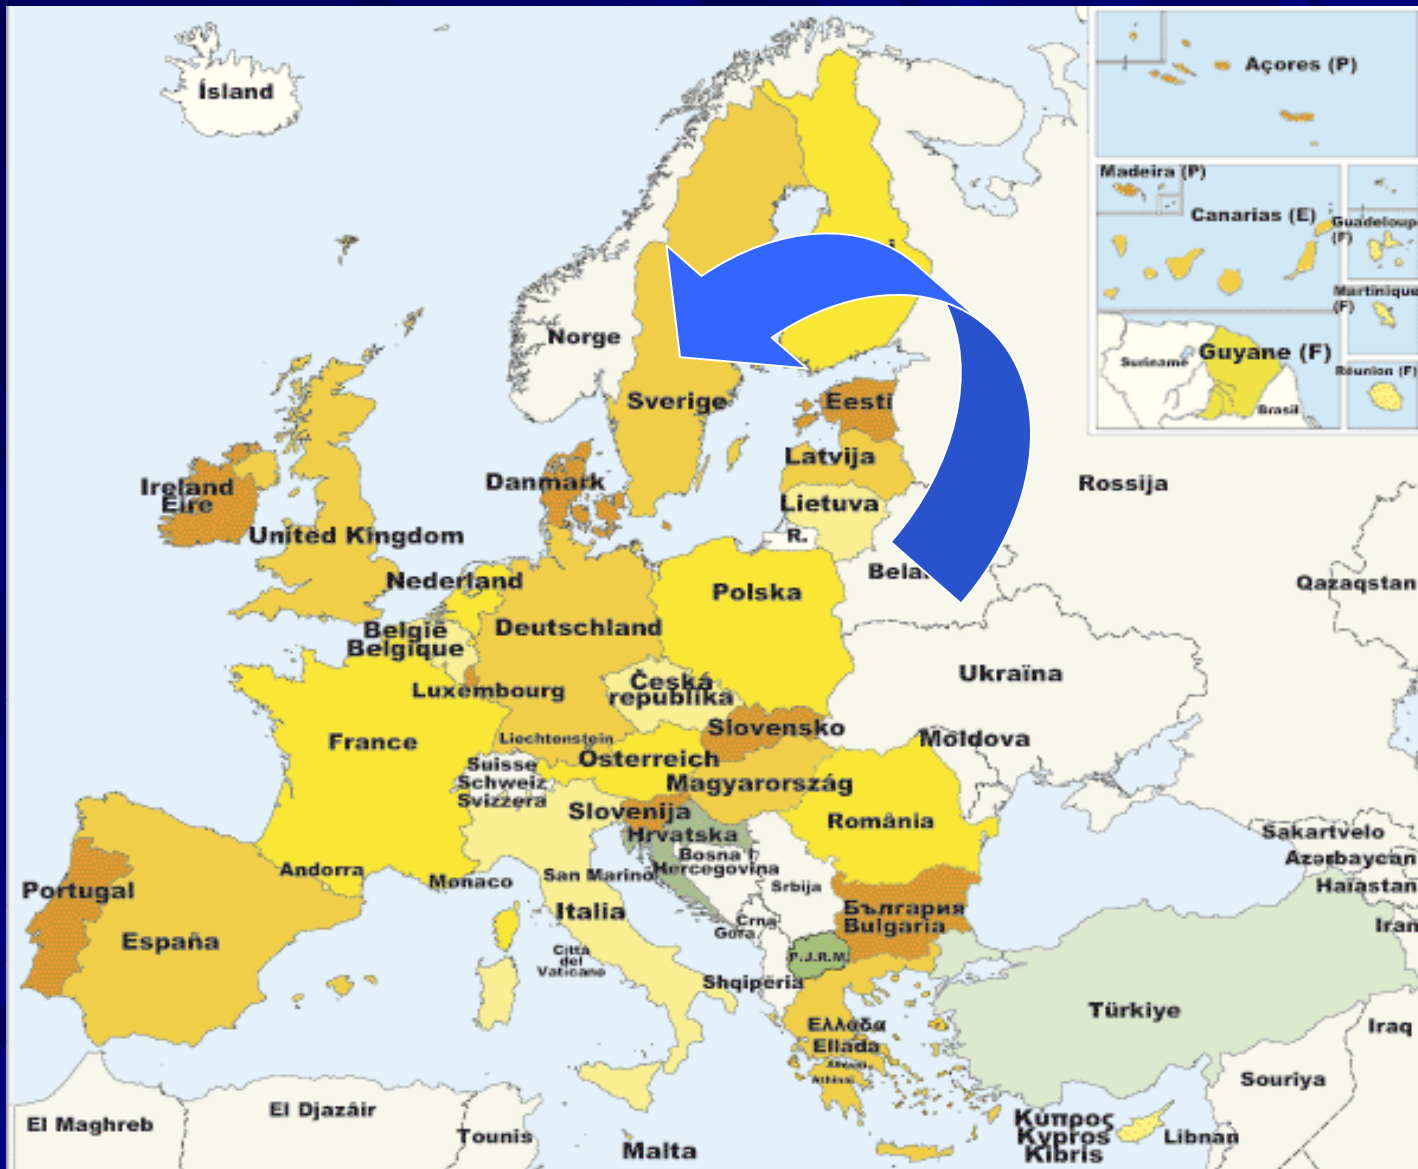 Ísland
Açores (P)
Madeira (P)
Canarias (E)
Guadeloup
(F)
Martinique
(F)
Guyane (F)
Suriname
Brasil
Réunion (F)
Norge
Sverige
Eesti
Latvija
Lietuva
R.
Danmark
Rossija
Ireland
Eire
United Kingdom
Nederland
Bela
Polska
Qazaqstan
België
Belgique
Deutschland
Luxembourg
Česká
republika
Ukraïna
Slovensko
France
Liechtenstein
Moldova
Österreich
Suisse
Schweiz
Svizzera
Magyarország
Slovenija
România
Hrvatska
Sakartvelo
Bosna i
Hercegovina
Azərbaycan
Andorra
Monaco
San Marino
Srbija
Haïastan
Portugal
Italia
България
Bulgaria
Crna
Gora
Iran
España
Città
del
Vaticano
P.J.R.M.
Shqipëria
Türkiye
Ελλάδα
Ellada
Iraq
Souriya
El Maghreb
El Djazâir
Tounis
Malta
Κύπρος
Kypros
Kibris
Libnan